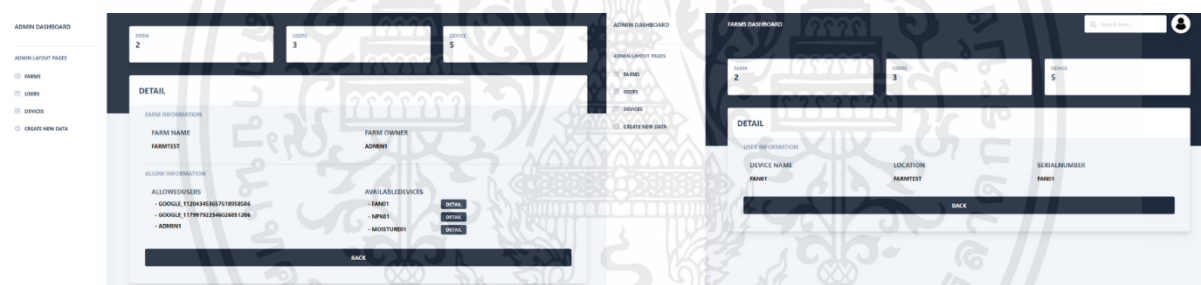 ADMIN DASHBOARD
ADMIN LAYOUT PAGES
FARMS
USERS
DEVICES
CREATE NEW DATA
FARM
2
USERS
3
DEVICE
5
DETAIL
FARM INFORMATION
FARM NAME FARM OWNER
FARMTEST ADMIN1
ALLOW INFORMATION
ALLOWEDUSERS AVAILABLEDEVICES
- FAN01 DETAIL
- NPK01 DETAIL
- ADMIN1 - MOISTURE01 DETAIL
BACK
ADMIN DASHBOARD
ADMIN LAYOUT PAGES
FARMS
USERS
DEVICES
CREATE NEW DATA
FARMS DASHBOARD
Search here...
FARM
2
USERS
3
DEVICE
5
DETAIL
USER INFORMATION
DEVICE NAME LOCATION SERIALNUMBER
FAN01 FARMTEST FAN01
BACK